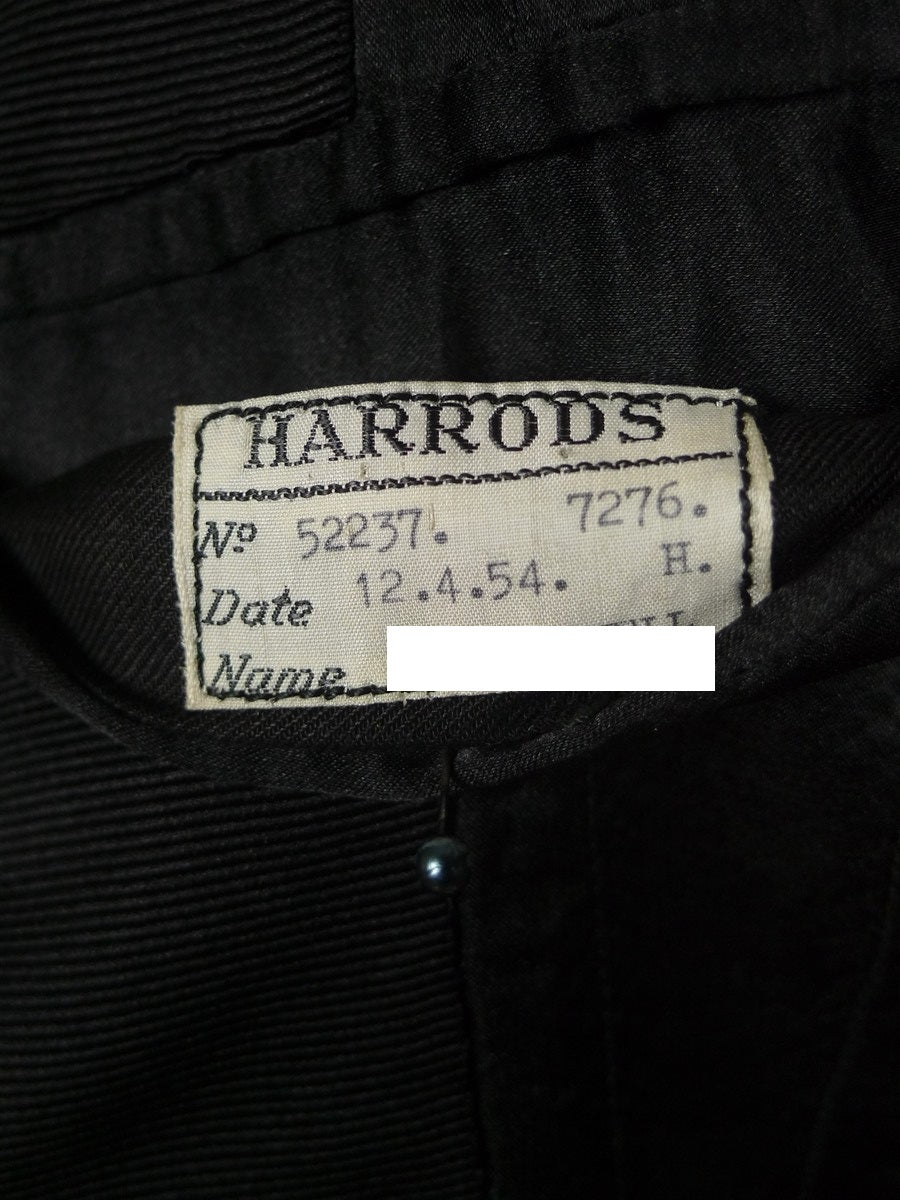 HARRODS
Nº 52237. 7276.
Date 12.4.54. H.
Name